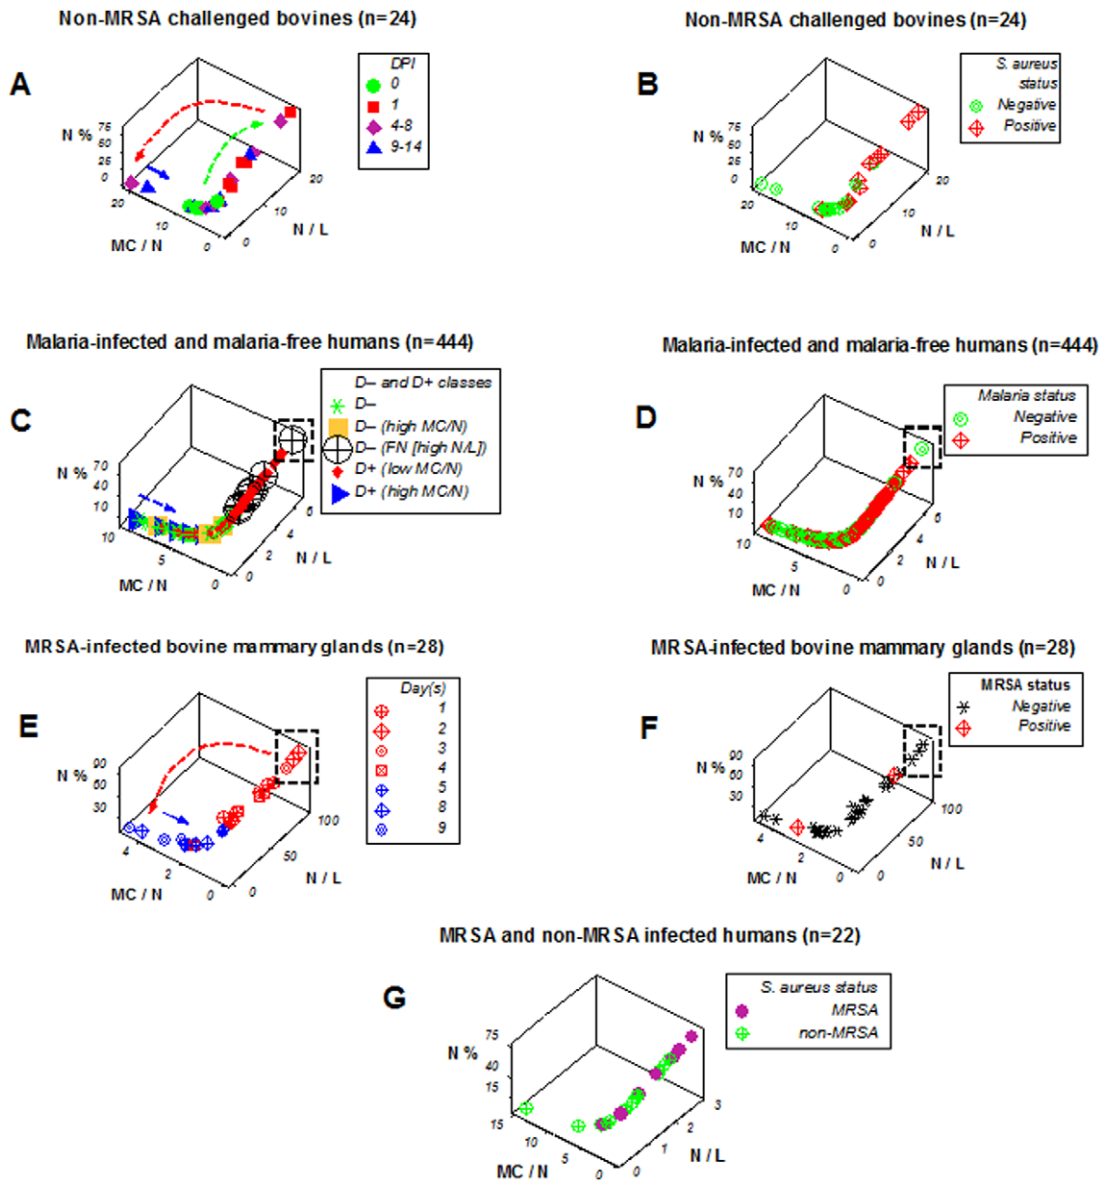 Non-MRSA challenged bovines (n=24)
A
DPI
0
1
4-8
9-14
N %
75
50
25
0
20
10
0
MC / N
0
10
20
N / L
Non-MRSA challenged bovines (n=24)
B
S. aureus
status
Negative
Positive
N %
75
50
25
0
20
10
0
MC / N
0
10
20
N / L
Malaria-infected and malaria-free humans (n=444)
C
D– and D+ classes
D–
D– (high MC/N)
D– (FN [high N/L])
D+ (low MC/N)
D+ (high MC/N)
N %
70
40
10
10
5
0
MC / N
0
2
4
6
N / L
Malaria-infected and malaria-free humans (n=444)
D
Malaria status
Negative
Positive
N %
70
40
10
10
5
0
MC / N
0
2
4
6
N / L
MRSA-infected bovine mammary glands (n=28)
E
Day(s)
1
2
3
4
5
8
9
N %
90
60
30
4
2
0
MC / N
0
50
100
N / L
MRSA-infected bovine mammary glands (n=28)
F
MRSA status
Negative
Positive
N %
90
60
30
4
2
0
MC / N
0
50
100
N / L
MRSA and non-MRSA infected humans (n=22)
G
S. aureus status
MRSA
non-MRSA
N %
75
40
15
15
10
5
0
MC / N
0
1
2
3
N / L